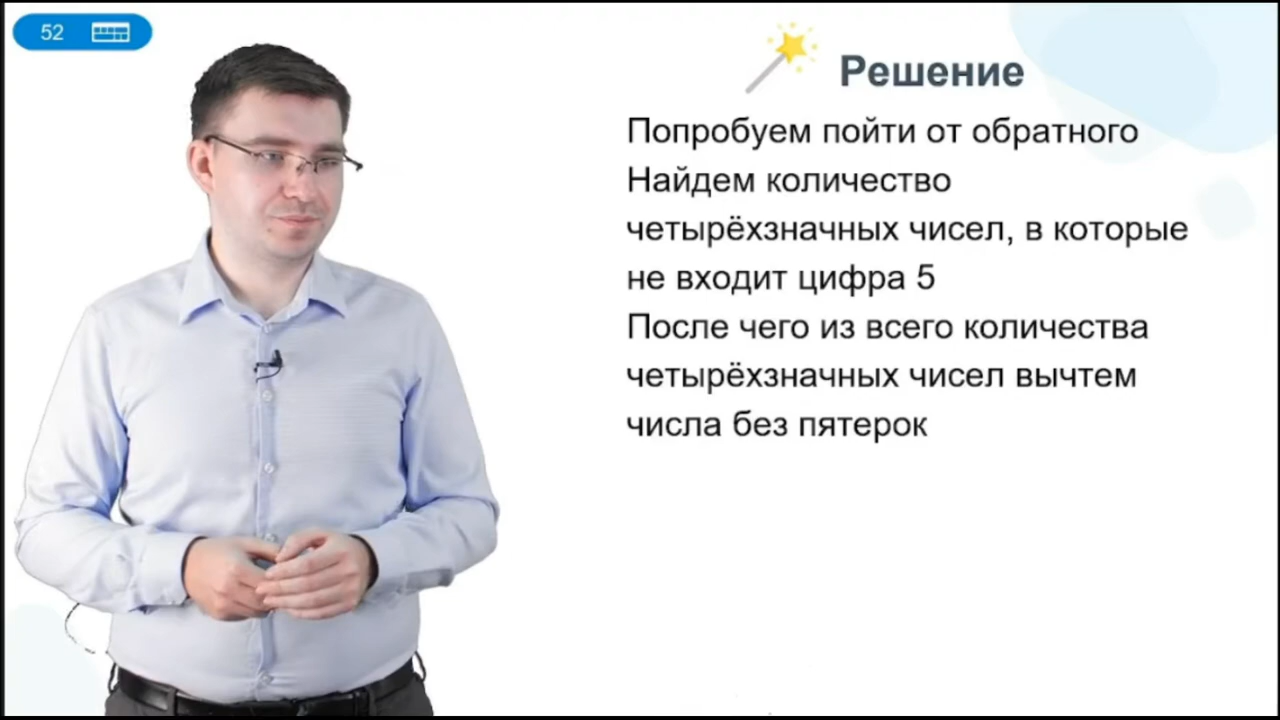 52
Решение
Попробуем пойти от обратного
Найдем количество
четырёхзначных чисел, в которые
не входит цифра 5
После чего из всего количества
четырёхзначных чисел вычтем
числа без пятерок